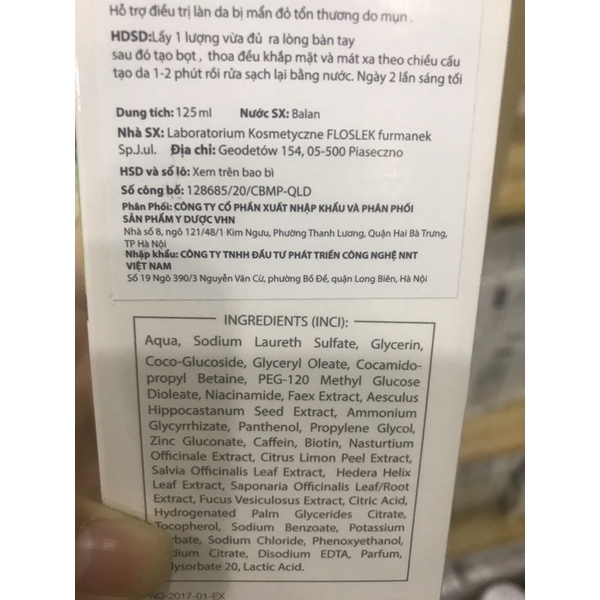 Hỗ trợ điều trị làn da bị mẩn đỏ tổn thương do mụn .
HDSD: Lấy 1 lượng vừa đủ ra lòng bàn tay
sau đó tạo bọt , thoa đều khắp mặt và mát xa theo chiều cấu
tạo da 1-2 phút rồi rửa sạch lại bằng nước. Ngày 2 lần sáng tối
Dung tích: 125ml Nước SX: Balan
Nhà SX: Laboratorium Kosmetyczne FLOSLEK furmanek
Sp.J.ul. Địa chỉ: Geodetów 154, 05-500 Piaseczno
HSD và số lô: Xem trên bao bì
Số công bố: 128685/20/CBMP-QLD
Phân Phối: CÔNG TY CỔ PHẦN XUẤT NHẬP KHẨU VÀ PHÂN PHỐI
SẢN PHẨM Y DƯỢC VHN
Nhà số 8, ngõ 121/48/1 Kim Ngưu, Phường Thanh Lương, Quận Hai Bà Trưng,
TP Hà Nội
Nhập khẩu: CÔNG TY TNHH ĐẦU TƯ PHÁT TRIỂN CÔNG NGHỆ NNT
VIỆT NAM
Số 19 Ngõ 390/3 Nguyễn Văn Cừ, phường Bồ Đề, quận Long Biên, Hà Nội
INGREDIENTS (INCI):
Aqua, Sodium Laureth Sulfate, Glycerin,
Coco-Glucoside, Glyceryl Oleate, Cocamido-
propyl Betaine, PEG-120 Methyl Glucose
Dioleate, Niacinamide, Faex Extract, Aesculus
Hippocastanum Seed Extract, Ammonium
Glycyrrhizate, Panthenol, Propylene Glycol,
Zinc Gluconate, Caffein, Biotin, Nasturtium
Officinale Extract, Citrus Limon Peel Extract,
Salvia Officinalis Leaf Extract, Hedera Helix
Leaf Extract, Saponaria Officinalis Leaf/Root
Extract, Fucus Vesiculosus Extract, Citric Acid,
Hydrogenated Palm Glycerides Citrate,
Tocopherol, Sodium Benzoate, Potassium
rbate, Sodium Chloride, Phenoxyethanol,
dium Citrate, Disodium EDTA, Parfum,
lysorbate 20, Lactic Acid.
ND-2017-01-EX